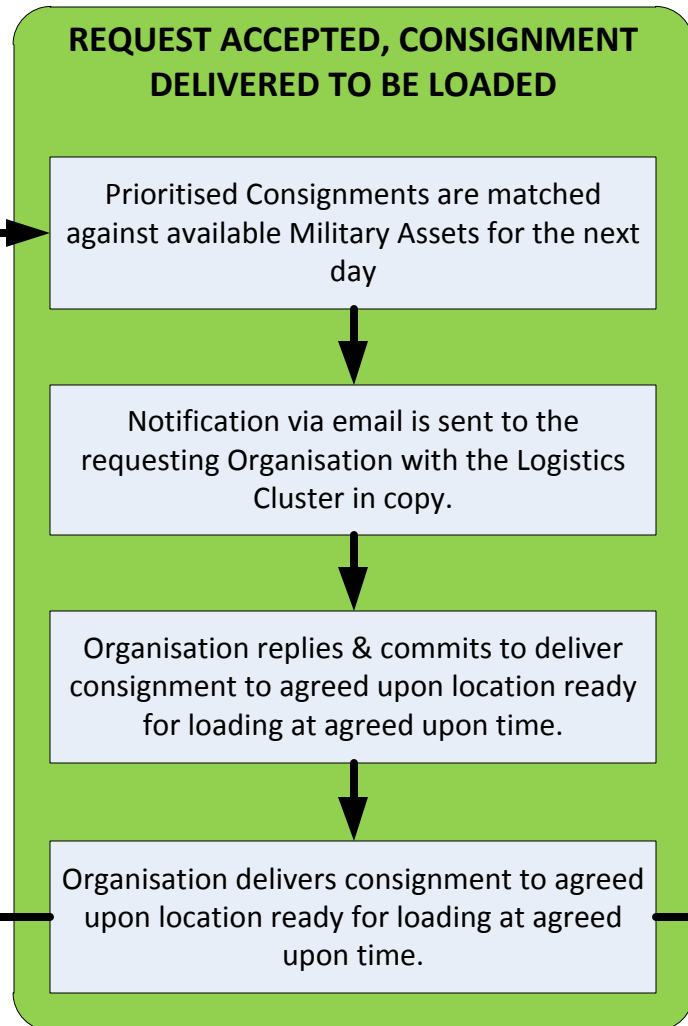 REQUEST ACCEPTED, CONSIGNMENT
DELIVERED TO BE LOADED
Prioritised Consignments are matched
against available Military Assets for the next
day
Notification via email is sent to the
requesting Organisation with the Logistics
Cluster in copy.
Organisation replies & commits to deliver
consignment to agreed upon location ready
for loading at agreed upon time.
Organisation delivers consignment to agreed
upon location ready for loading at agreed
upon time.